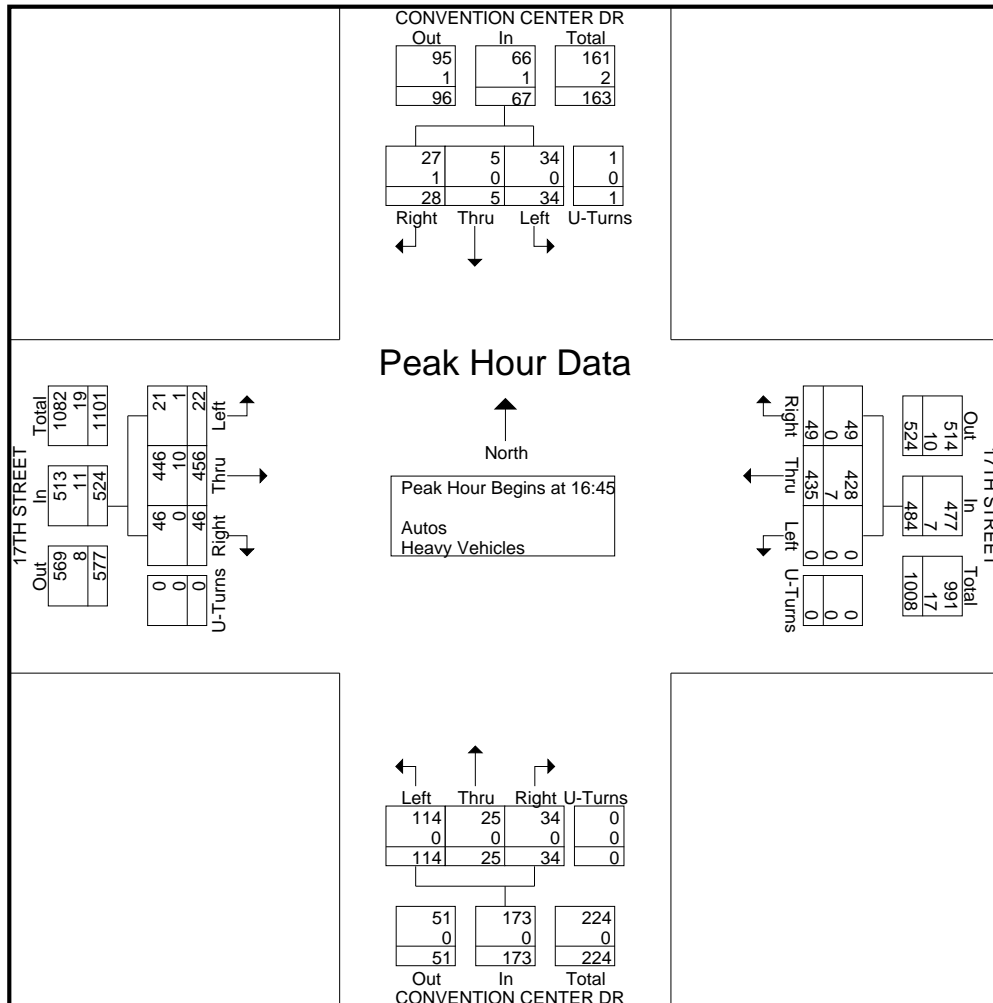 CONVENTION CENTER DR
Out In Total
95 66 161
1 1 2
96 67 163
27 5 34 1
1 0 0 0
28 5 34 1
Right Thru Left U-Turns
Peak Hour Data
North
Peak Hour Begins at 16:45
Autos
Heavy Vehicles
17TH STREET
Out In Total
569 513 1082
8 11 19
577 524 1101
21 446 46 0
1 10 0 0
22 456 46 0
Left Thru Right U-Turns
17TH STREET
Out In Total
514 477 991
10 7 17
524 484 1008
49 428 0 0
0 7 0 0
49 435 0 0
Right Thru Left U-Turns
Left Thru Right U-Turns
114 25 34 0
0 0 0 0
114 25 34 0
51 173 224
0 0 0
51 173 224
Out In Total
CONVENTION CENTER DR